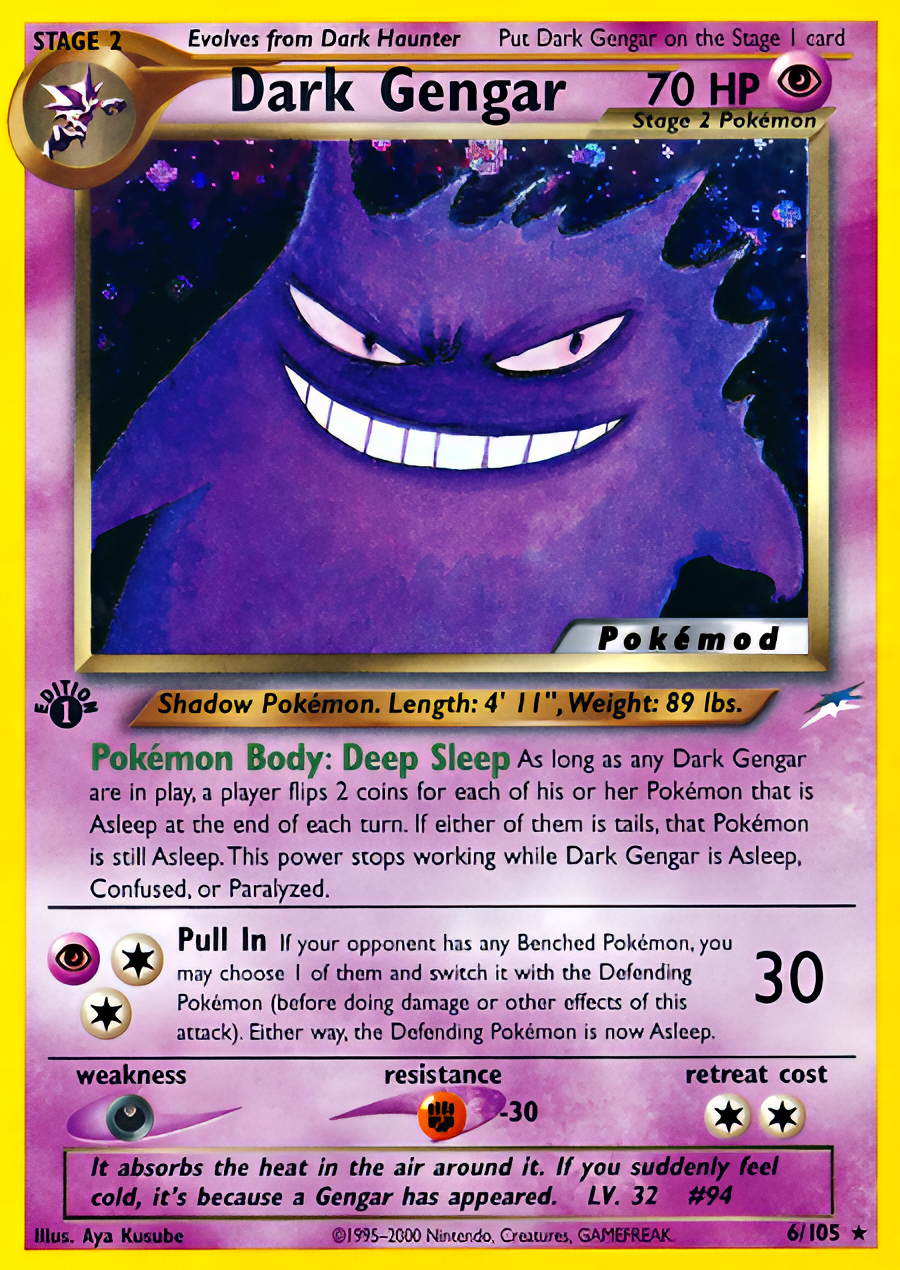 STAGE 2 Evolves from Dark Haunter Put Dark Gengar on the Stage 1 card
Dark Gengar 70 HP
Stage 2 Pokémon
Pokémod
EDITION 1
Shadow Pokémon. Length: 4' 11", Weight: 89 lbs.
Pokémon Body: Deep Sleep As long as any Dark Gengar
are in play, a player flips 2 coins for each of his or her Pokémon that is
Asleep at the end of each turn. If either of them is tails, that Pokémon
is still Asleep. This power stops working while Dark Gengar is Asleep,
Confused, or Paralyzed.
Pull In If your opponent has any Benched Pokémon, you
may choose 1 of them and switch it with the Defending
Pokémon (before doing damage or other effects of this
attack). Either way, the Defending Pokémon is now Asleep.
30
weakness resistance retreat cost
-30
It absorbs the heat in the air around it. If you suddenly feel
cold, it's because a Gengar has appeared. LV. 32 #94
Illus. Aya Kusube ©1995-2000 Nintendo, Creatures, GAMEFREAK. 6/105 ★